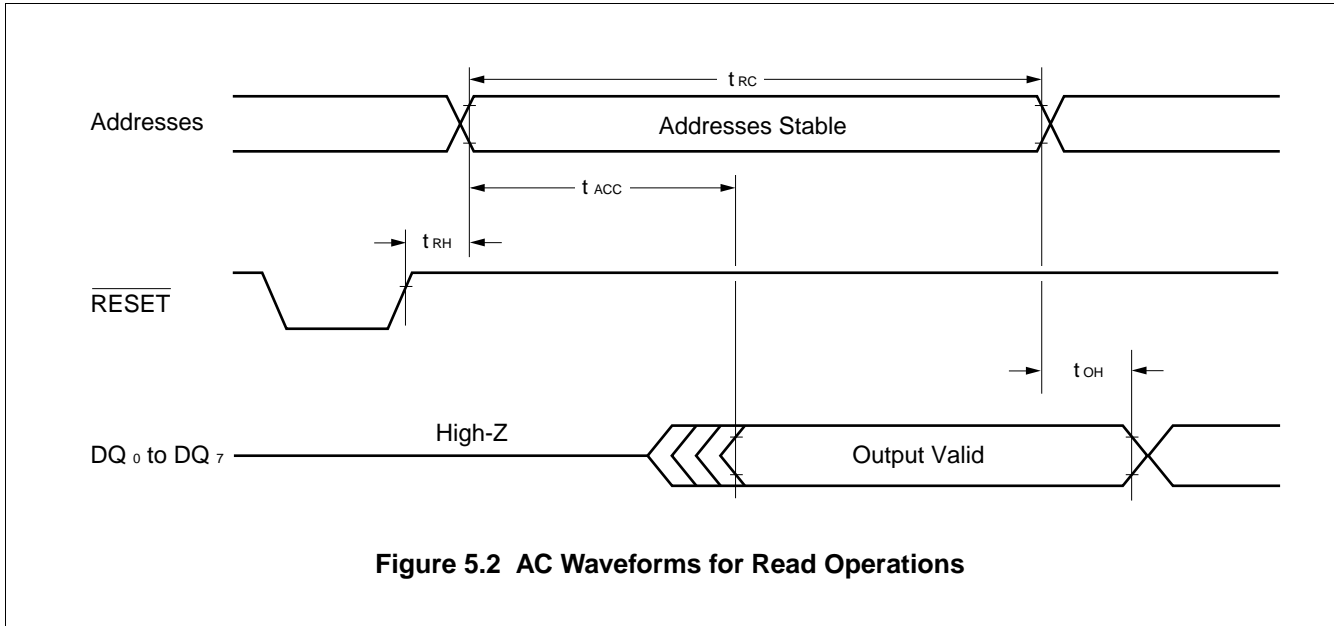 t RC
Addresses
Addresses Stable
t ACC
t RH
RESET
t OH
High-Z
DQ 0 to DQ 7
Output Valid
Figure 5.2 AC Waveforms for Read Operations